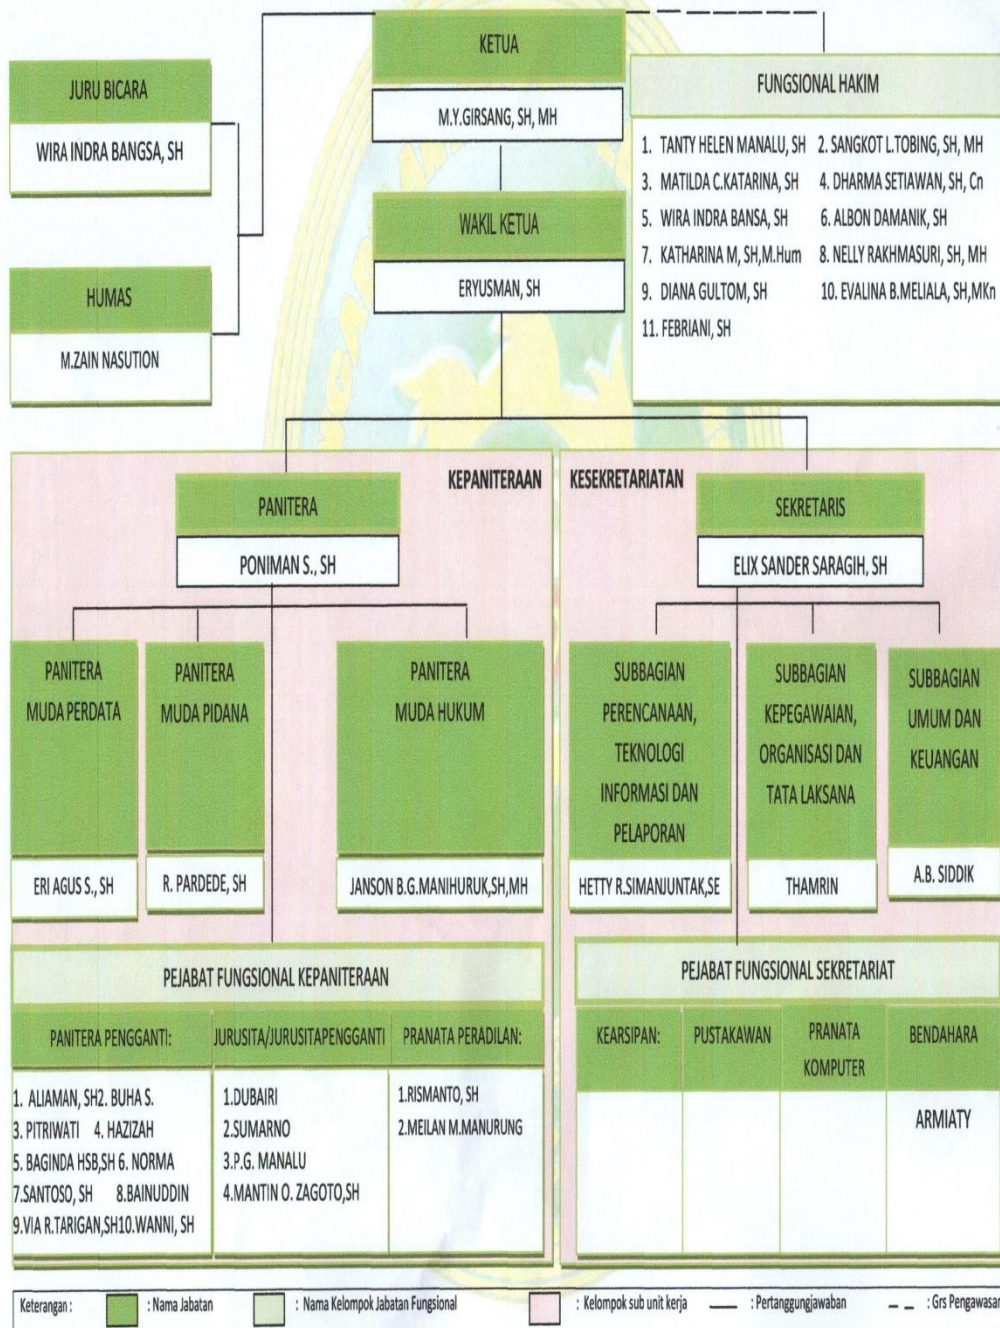 KETUA
M.Y.GIRSANG, SH, MH
JURU BICARA
WIRA INDRA BANGSA, SH
HUMAS
M.ZAIN NASUTION
WAKIL KETUA
ERYUSMAN, SH
FUNGSIONAL HAKIM
1. TANTY HELEN MANALU, SH 2. SANGKOT L.TOBING, SH, MH
3. MATILDA C.KATARINA, SH 4. DHARMA SETIAWAN, SH, Cn
5. WIRA INDRA BANSA, SH 6. ALBON DAMANIK, SH
7. KATHARINA M, SH,M.Hum 8. NELLY RAKHMASURI, SH, MH
9. DIANA GULTOM, SH 10. EVALINA B.MELIALA, SH,MKn
11. FEBRIANI, SH
KEPANITERAAN
PANITERA
PONIMAN S., SH
PANITERA
MUDA PERDATA
ERI AGUS S., SH
PANITERA
MUDA PIDANA
R. PARDEDE, SH
PANITERA
MUDA HUKUM
JANSON B.G.MANIHURUK,SH,MH
PEJABAT FUNGSIONAL KEPANITERAAN
PANITERA PENGGANTI:
1. ALIAMAN, SH2. BUHA S.
3. PITRIWATI 4. HAZIZAH
5. BAGINDA HSB,SH 6. NORMA
7.SANTOSO, SH 8.BAINUDDIN
9.VIA R.TARIGAN,SH10.WANNI, SH
JURUSITA/JURUSITAPENGGANTI
1.DUBAIRI
2.SUMARNO
3.P.G. MANALU
4.MANTIN O. ZAGOTO,SH
PRANATA PERADILAN:
1.RISMANTO, SH
2.MEILAN M.MANURUNG
KESEKRETARIATAN
SEKRETARIS
ELIX SANDER SARAGIH, SH
SUBBAGIAN
PERENCANAAN,
TEKNOLOGI
INFORMASI DAN
PELAPORAN
HETTY R.SIMANJUNTAK,SE
SUBBAGIAN
KEPEGAWAIAN,
ORGANISASI DAN
TATA LAKSANA
THAMRIN
SUBBAGIAN
UMUM DAN
KEUANGAN
A.B. SIDDIK
PEJABAT FUNGSIONAL SEKRETARIAT
KEARSIPAN:
PUSTAKAWAN
PRANATA
KOMPUTER
BENDAHARA
ARMIATY
Keterangan : : Nama Jabatan : Nama Kelompok Jabatan Fungsional : Kelompok sub unit kerja : Pertanggungjawaban : Grs Pengawasan